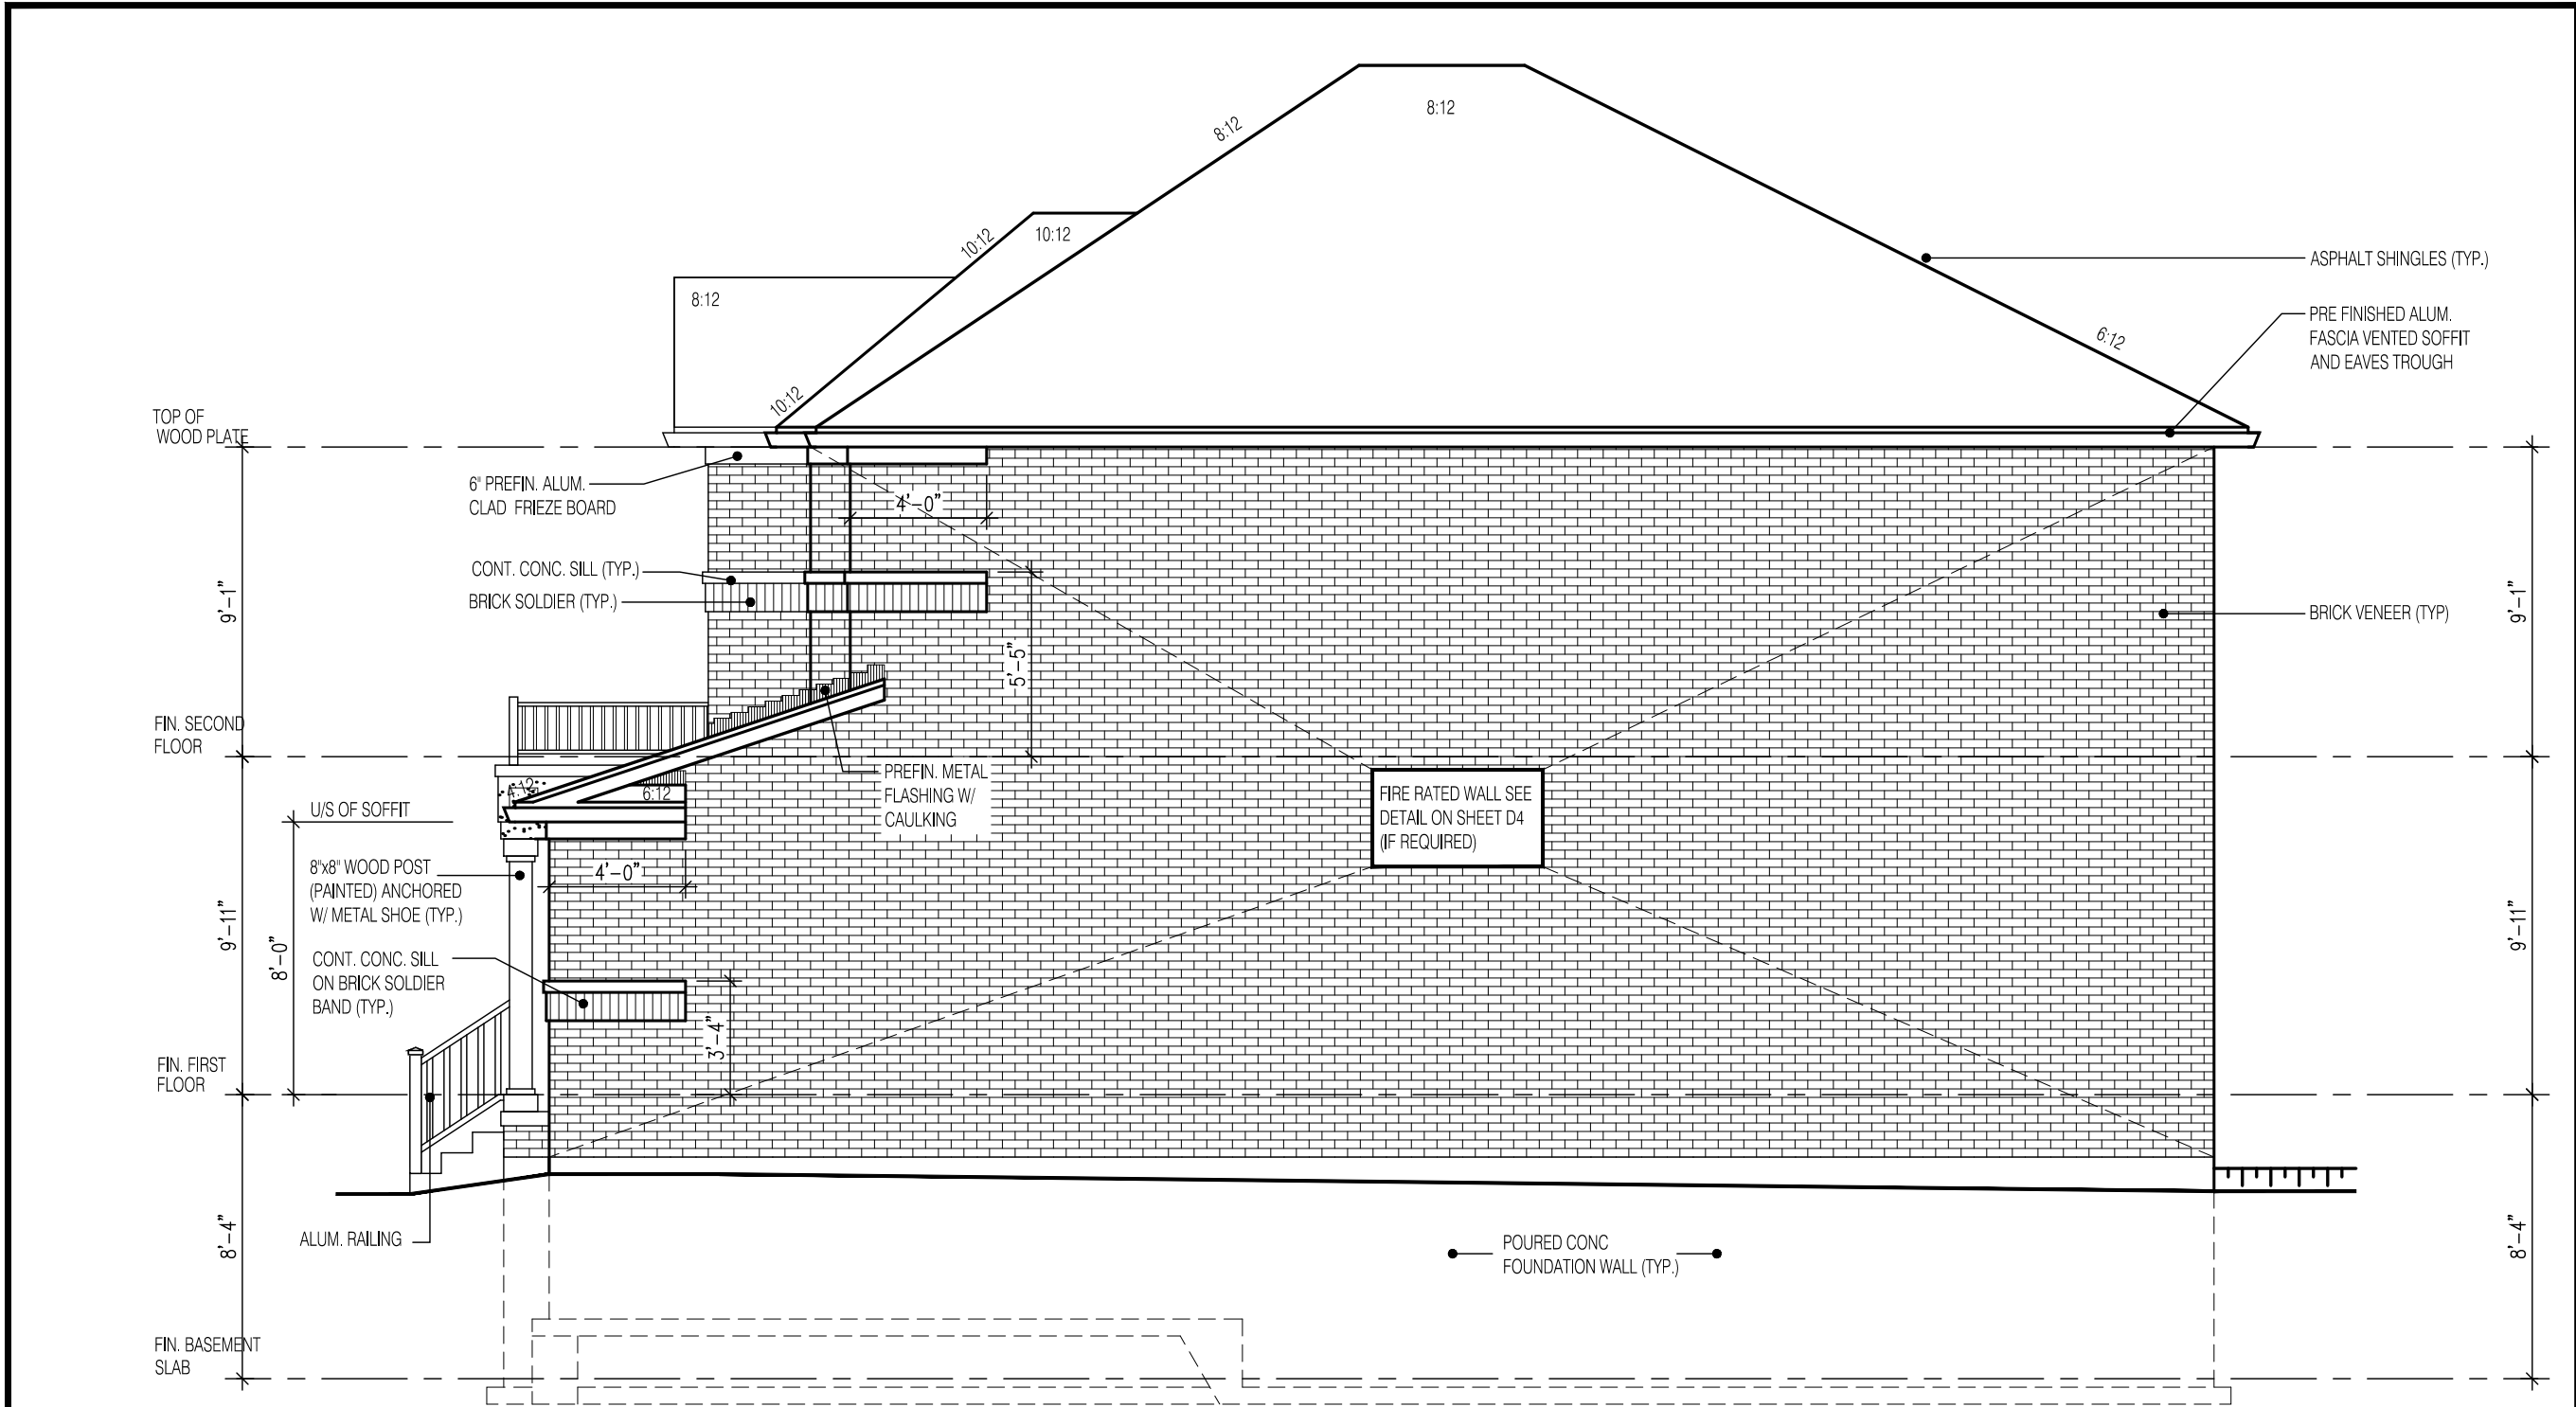 8:12
8:12
10:12
10:12
8:12
10:12
6:12
ASPHALT SHINGLES (TYP.)
PRE FINISHED ALUM.
FASCIA VENTED SOFFIT
AND EAVES TROUGH
TOP OF
WOOD PLATE
6" PREFIN. ALUM.
CLAD FRIEZE BOARD
4'-0"
CONT. CONC. SILL (TYP.)
BRICK SOLDIER (TYP.)
9'-1"
9'-1"
BRICK VENEER (TYP)
5'-5"
FIN. SECOND
FLOOR
PREFIN. METAL
FLASHING W/
CAULKING
4:12
6:12
U/S OF SOFFIT
FIRE RATED WALL SEE
DETAIL ON SHEET D4
(IF REQUIRED)
8"x8" WOOD POST
(PAINTED) ANCHORED
W/ METAL SHOE (TYP.)
4'-0"
9'-11"
8'-0"
9'-11"
CONT. CONC. SILL
ON BRICK SOLDIER
BAND (TYP.)
3'-4"
FIN. FIRST
FLOOR
ALUM. RAILING
8'-4"
8'-4"
POURED CONC
FOUNDATION WALL (TYP.)
FIN. BASEMENT
SLAB